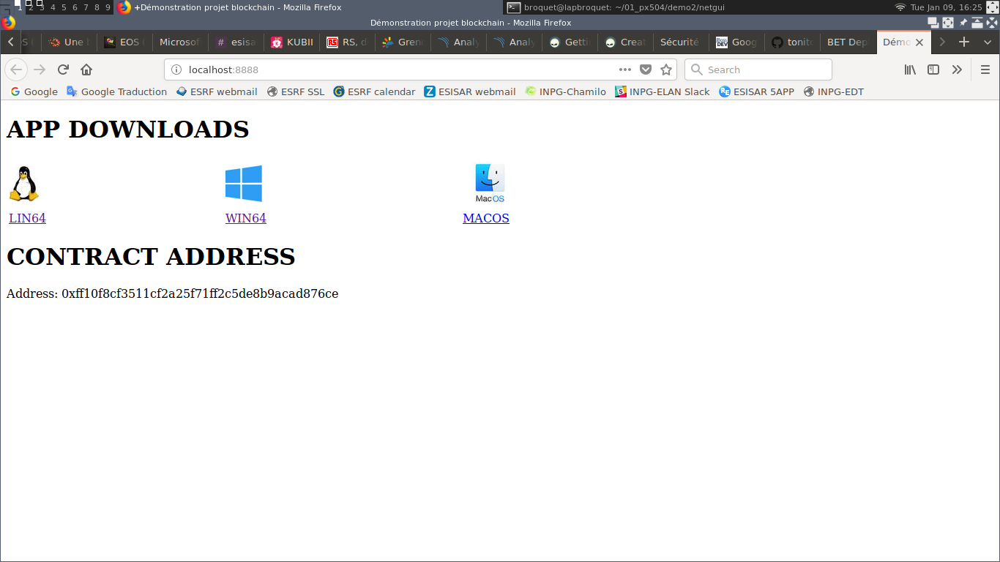 1 2 3 4 5 6 7 8 9 +Démonstration projet blockchain - Mozilla Firefox broquet@lapbroquet: ~/01_px504/demo2/netgui Tue Jan 09, 16:25
Démonstration projet blockchain - Mozilla Firefox
Une EOS Microsof esisa KUBII RS, d Gren Analy Analy Getti Creat Sécurité Goog tonit BET Dep Démo
localhost:8888 Search
Google Google Traduction ESRF webmail ESRF SSL ESRF calendar ESISAR webmail INPG-Chamilo INPG-ELAN Slack ESISAR 5APP INPG-EDT
APP DOWNLOADS
MacOS
LIN64 WIN64 MACOS
CONTRACT ADDRESS
Address: 0xff10f8cf3511cf2a25f71ff2c5de8b9acad876ce